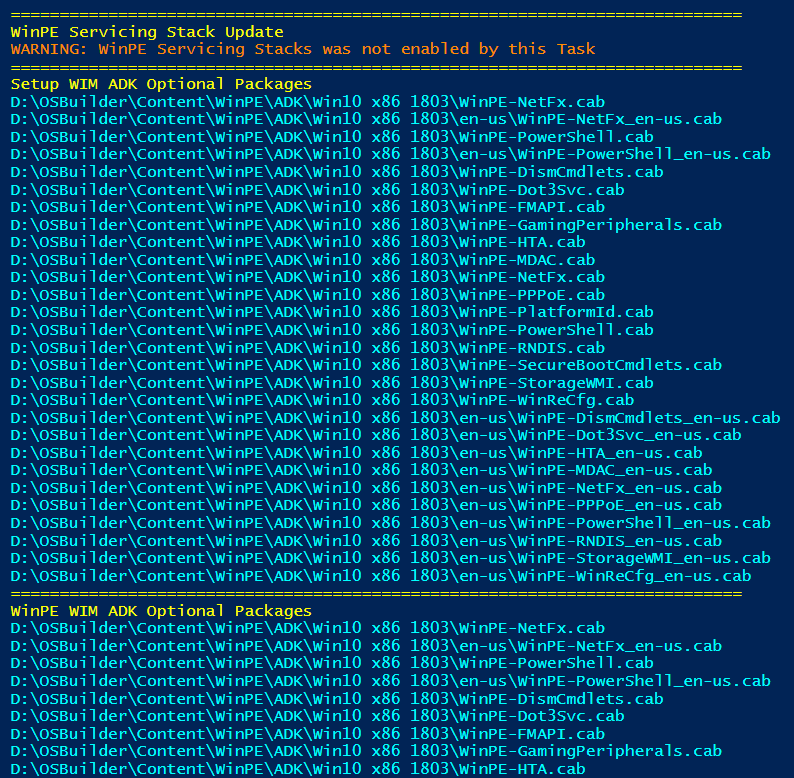 ===========================================================================
WinPE Servicing Stack Update
WARNING: WinPE Servicing Stacks was not enabled by this Task
===========================================================================
Setup WIM ADK Optional Packages
D:\OSBuilder\Content\WinPE\ADK\Win10 x86 1803\WinPE-NetFx.cab
D:\OSBuilder\Content\WinPE\ADK\Win10 x86 1803\en-us\WinPE-NetFx_en-us.cab
D:\OSBuilder\Content\WinPE\ADK\Win10 x86 1803\WinPE-PowerShell.cab
D:\OSBuilder\Content\WinPE\ADK\Win10 x86 1803\en-us\WinPE-PowerShell_en-us.cab
D:\OSBuilder\Content\WinPE\ADK\Win10 x86 1803\WinPE-DismCmdlets.cab
D:\OSBuilder\Content\WinPE\ADK\Win10 x86 1803\WinPE-Dot3Svc.cab
D:\OSBuilder\Content\WinPE\ADK\Win10 x86 1803\WinPE-FMAPI.cab
D:\OSBuilder\Content\WinPE\ADK\Win10 x86 1803\WinPE-GamingPeripherals.cab
D:\OSBuilder\Content\WinPE\ADK\Win10 x86 1803\WinPE-HTA.cab
D:\OSBuilder\Content\WinPE\ADK\Win10 x86 1803\WinPE-MDAC.cab
D:\OSBuilder\Content\WinPE\ADK\Win10 x86 1803\WinPE-NetFx.cab
D:\OSBuilder\Content\WinPE\ADK\Win10 x86 1803\WinPE-PPPoE.cab
D:\OSBuilder\Content\WinPE\ADK\Win10 x86 1803\WinPE-PlatformId.cab
D:\OSBuilder\Content\WinPE\ADK\Win10 x86 1803\WinPE-PowerShell.cab
D:\OSBuilder\Content\WinPE\ADK\Win10 x86 1803\WinPE-RNDIS.cab
D:\OSBuilder\Content\WinPE\ADK\Win10 x86 1803\WinPE-SecureBootCmdlets.cab
D:\OSBuilder\Content\WinPE\ADK\Win10 x86 1803\WinPE-StorageWMI.cab
D:\OSBuilder\Content\WinPE\ADK\Win10 x86 1803\WinPE-WinReCfg.cab
D:\OSBuilder\Content\WinPE\ADK\Win10 x86 1803\en-us\WinPE-DismCmdlets_en-us.cab
D:\OSBuilder\Content\WinPE\ADK\Win10 x86 1803\en-us\WinPE-Dot3Svc_en-us.cab
D:\OSBuilder\Content\WinPE\ADK\Win10 x86 1803\en-us\WinPE-HTA_en-us.cab
D:\OSBuilder\Content\WinPE\ADK\Win10 x86 1803\en-us\WinPE-MDAC_en-us.cab
D:\OSBuilder\Content\WinPE\ADK\Win10 x86 1803\en-us\WinPE-NetFx_en-us.cab
D:\OSBuilder\Content\WinPE\ADK\Win10 x86 1803\en-us\WinPE-PPPoE_en-us.cab
D:\OSBuilder\Content\WinPE\ADK\Win10 x86 1803\en-us\WinPE-PowerShell_en-us.cab
D:\OSBuilder\Content\WinPE\ADK\Win10 x86 1803\en-us\WinPE-RNDIS_en-us.cab
D:\OSBuilder\Content\WinPE\ADK\Win10 x86 1803\en-us\WinPE-StorageWMI_en-us.cab
D:\OSBuilder\Content\WinPE\ADK\Win10 x86 1803\en-us\WinPE-WinReCfg_en-us.cab
===========================================================================
WinPE WIM ADK Optional Packages
D:\OSBuilder\Content\WinPE\ADK\Win10 x86 1803\WinPE-NetFx.cab
D:\OSBuilder\Content\WinPE\ADK\Win10 x86 1803\en-us\WinPE-NetFx_en-us.cab
D:\OSBuilder\Content\WinPE\ADK\Win10 x86 1803\WinPE-PowerShell.cab
D:\OSBuilder\Content\WinPE\ADK\Win10 x86 1803\en-us\WinPE-PowerShell_en-us.cab
D:\OSBuilder\Content\WinPE\ADK\Win10 x86 1803\WinPE-DismCmdlets.cab
D:\OSBuilder\Content\WinPE\ADK\Win10 x86 1803\WinPE-Dot3Svc.cab
D:\OSBuilder\Content\WinPE\ADK\Win10 x86 1803\WinPE-FMAPI.cab
D:\OSBuilder\Content\WinPE\ADK\Win10 x86 1803\WinPE-GamingPeripherals.cab
D:\OSBuilder\Content\WinPE\ADK\Win10 x86 1803\WinPE-HTA.cab